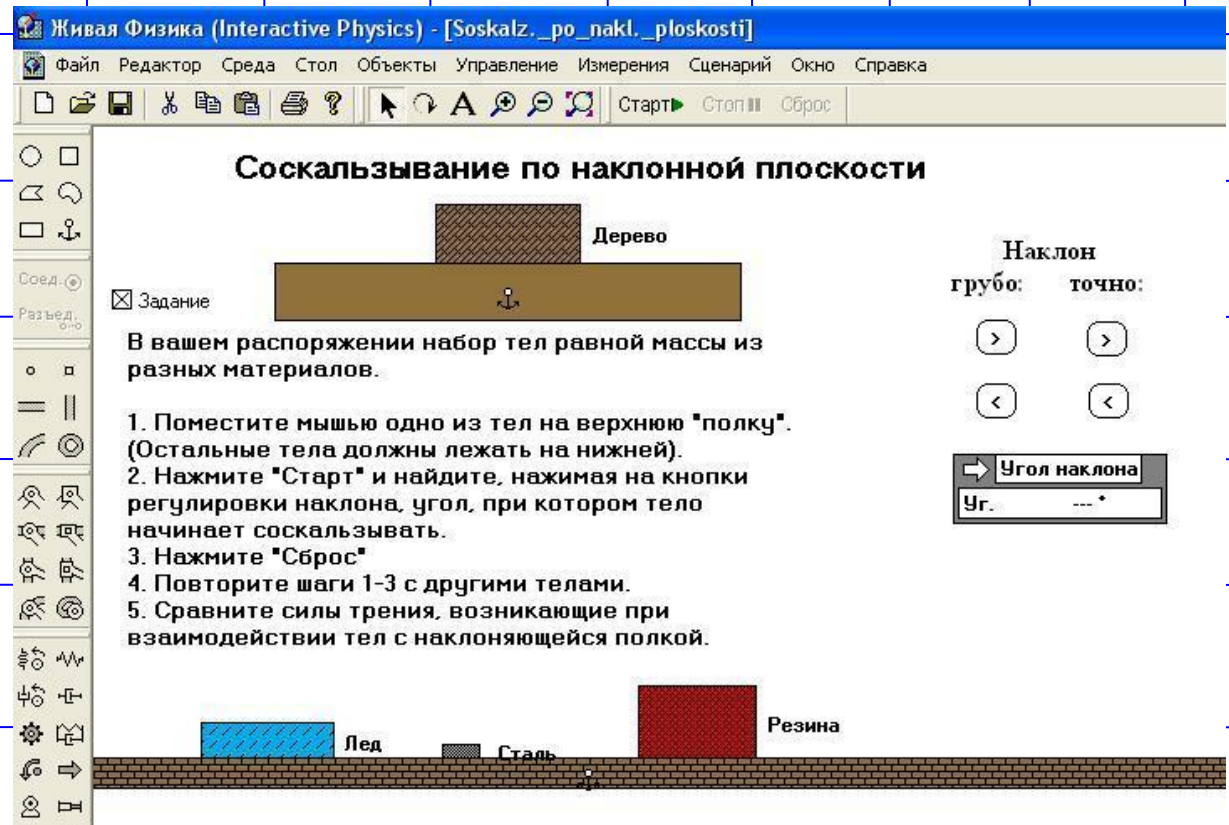 Живая Физика (Interactive Physics) - [Soskalz._po_nakl._ploskosti]
Файл Редактор Среда Стол Объекты Управление Измерения Сценарий Окно Справка
Старт Стоп Сброс
Соскальзывание по наклонной плоскости
Дерево
Наклон
грубо: точно:
Соед.
Разъед.
Задание
В вашем распоряжении набор тел равной массы из
разных материалов.
1. Поместите мышью одно из тел на верхнюю "полку".
(Остальные тела должны лежать на нижней).
2. Нажмите "Старт" и найдите, нажимая на кнопки
регулировки наклона, угол, при котором тело
начинает соскальзывать.
3. Нажмите "Сброс"
4. Повторите шаги 1-3 с другими телами.
5. Сравните силы трения, возникающие при
взаимодействии тел с наклоняющейся полкой.
Угол наклона
Уг. --- °
Лед
Сталь
Резина